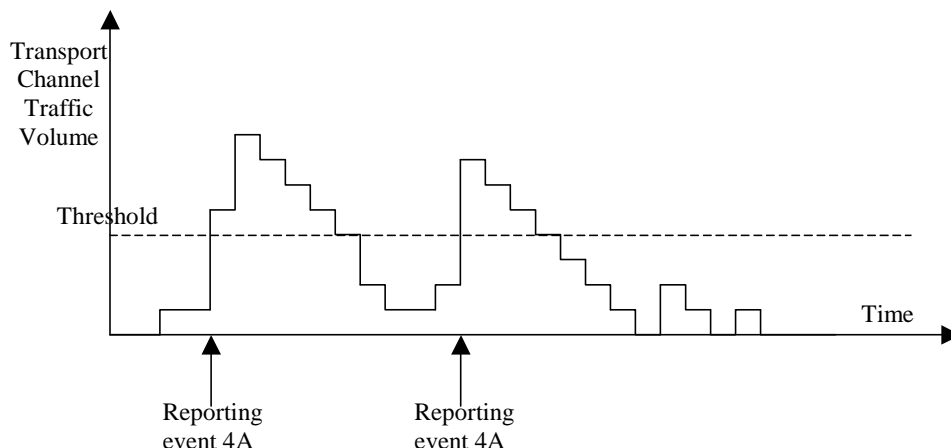 Transport
Channel
Traffic
Volume
Threshold
Time
Reporting
event 4A
Reporting
event 4A